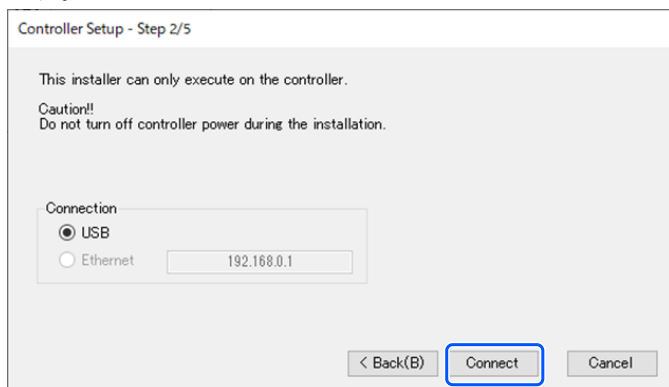 Controller Setup - Step 2/5
This installer can only execute on the controller.
Caution!!
Do not turn off controller power during the installation.
Connection
USB
Ethernet 192.168.0.1
< Back(B) Connect Cancel